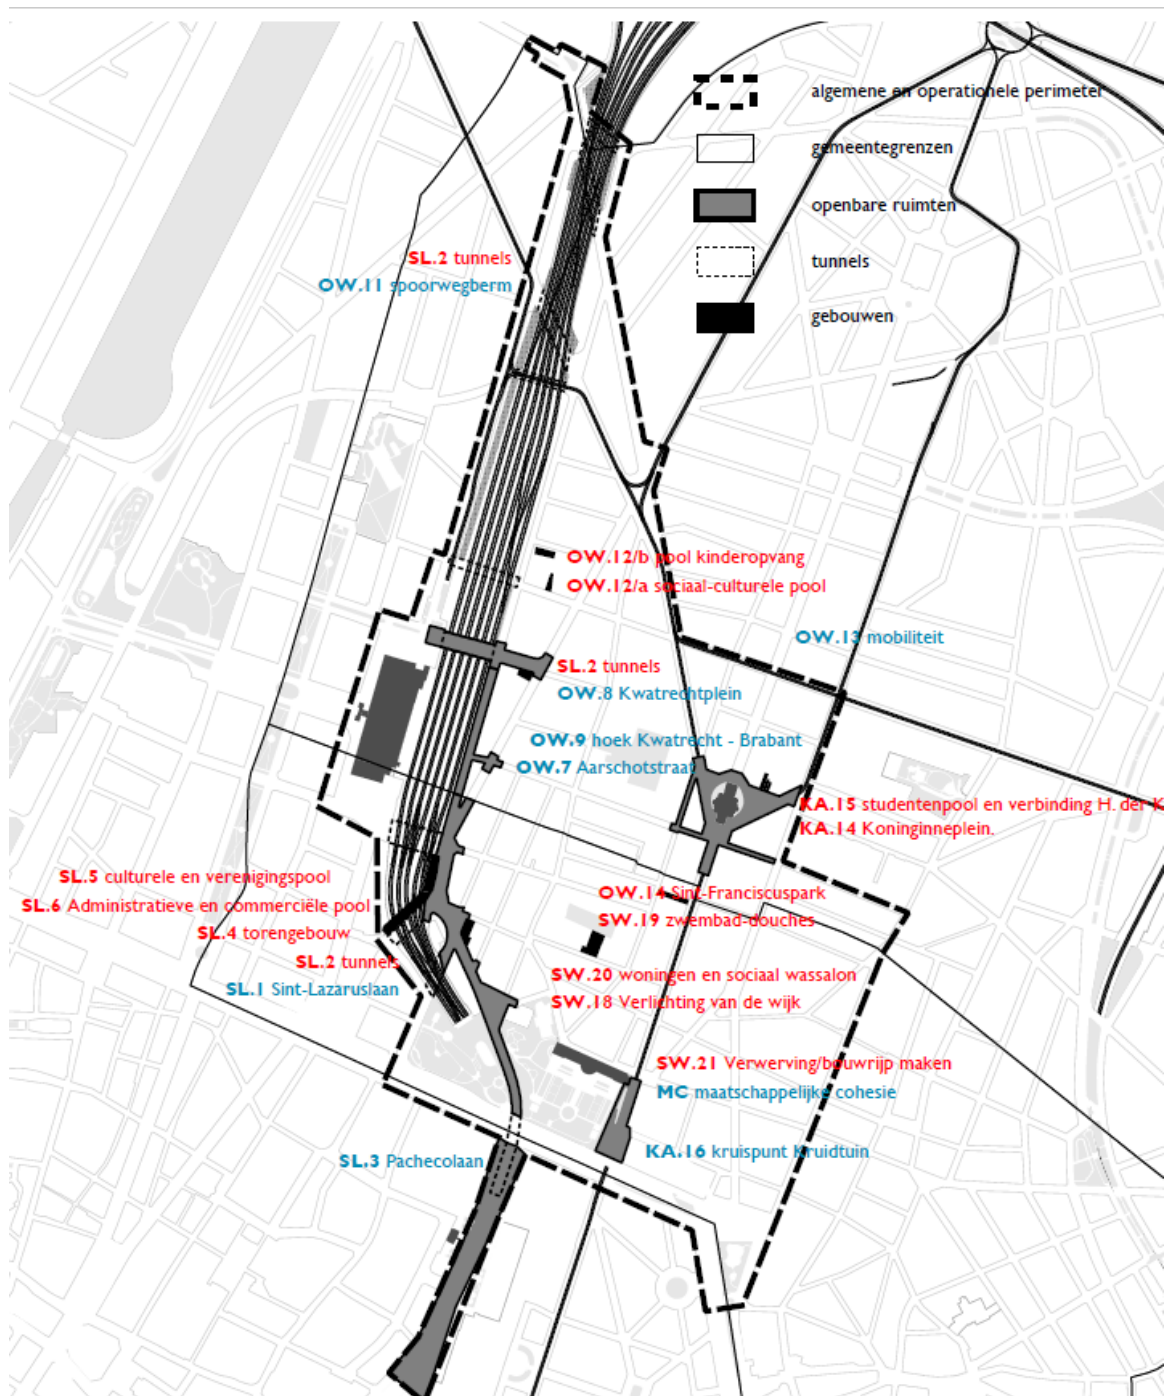 algemene en operationele perimeter
gemeentegrenzen
openbare ruimten
tunnels
gebouwen
SL.2 tunnels
OW.11 spoorwegberm
OW.12/b pool kinderopvang
OW.12/a sociaal-culturele pool
OW.13 mobiliteit
SL.2 tunnels
OW.8 Kwatrechtplein
OW.9 hoek Kwatrecht - Brabant
OW.7 Aarschotstraat
KA.15 studentenpool en verbinding H. der K
KA.14 Koninginneplein.
SL.5 culturele en verenigingspool
SL.6 Administratieve en commerciële pool
SL.4 torengebouw
SL.2 tunnels
SL.1 Sint-Lazaruslaan
OW.14 Sint-Franciscuspark
SW.19 zwembad-douches
SW.20 woningen en sociaal wassalon
SW.18 Verlichting van de wijk
SW.21 Verwerving/bouwrijp maken
MC maatschappelijke cohesie
KA.16 kruispunt Kruidtuin
SL.3 Pachecolaan